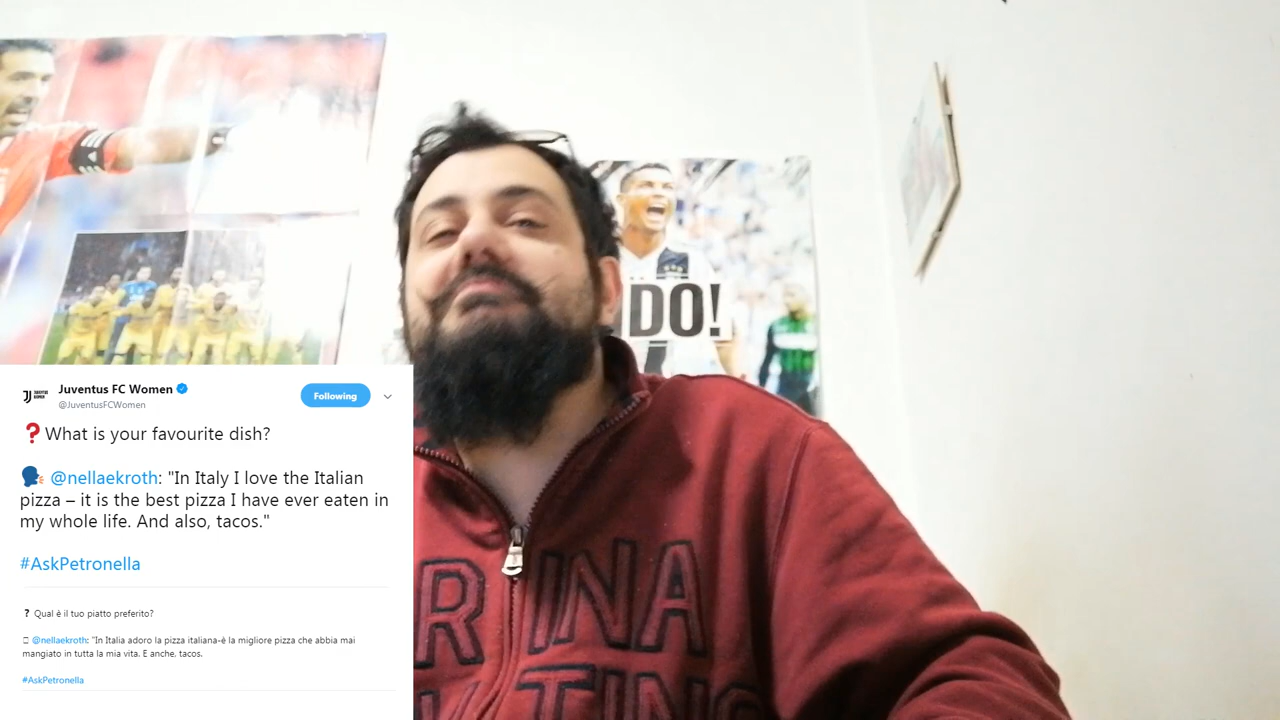 DO!
Juventus FC Women
@JuventusFCWomen
Following
❓What is your favourite dish?
🗣 @nellaekroth: "In Italy I love the Italian
pizza – it is the best pizza I have ever eaten in
my whole life. And also, tacos."
#AskPetronella
❓ Qual è il tuo piatto preferito?
@nellaekroth: "In Italia adoro la pizza italiana-é la migliore pizza che abbia mai
mangiato in tutta la mia vita. E anche, tacos.
#AskPetronella
R INA